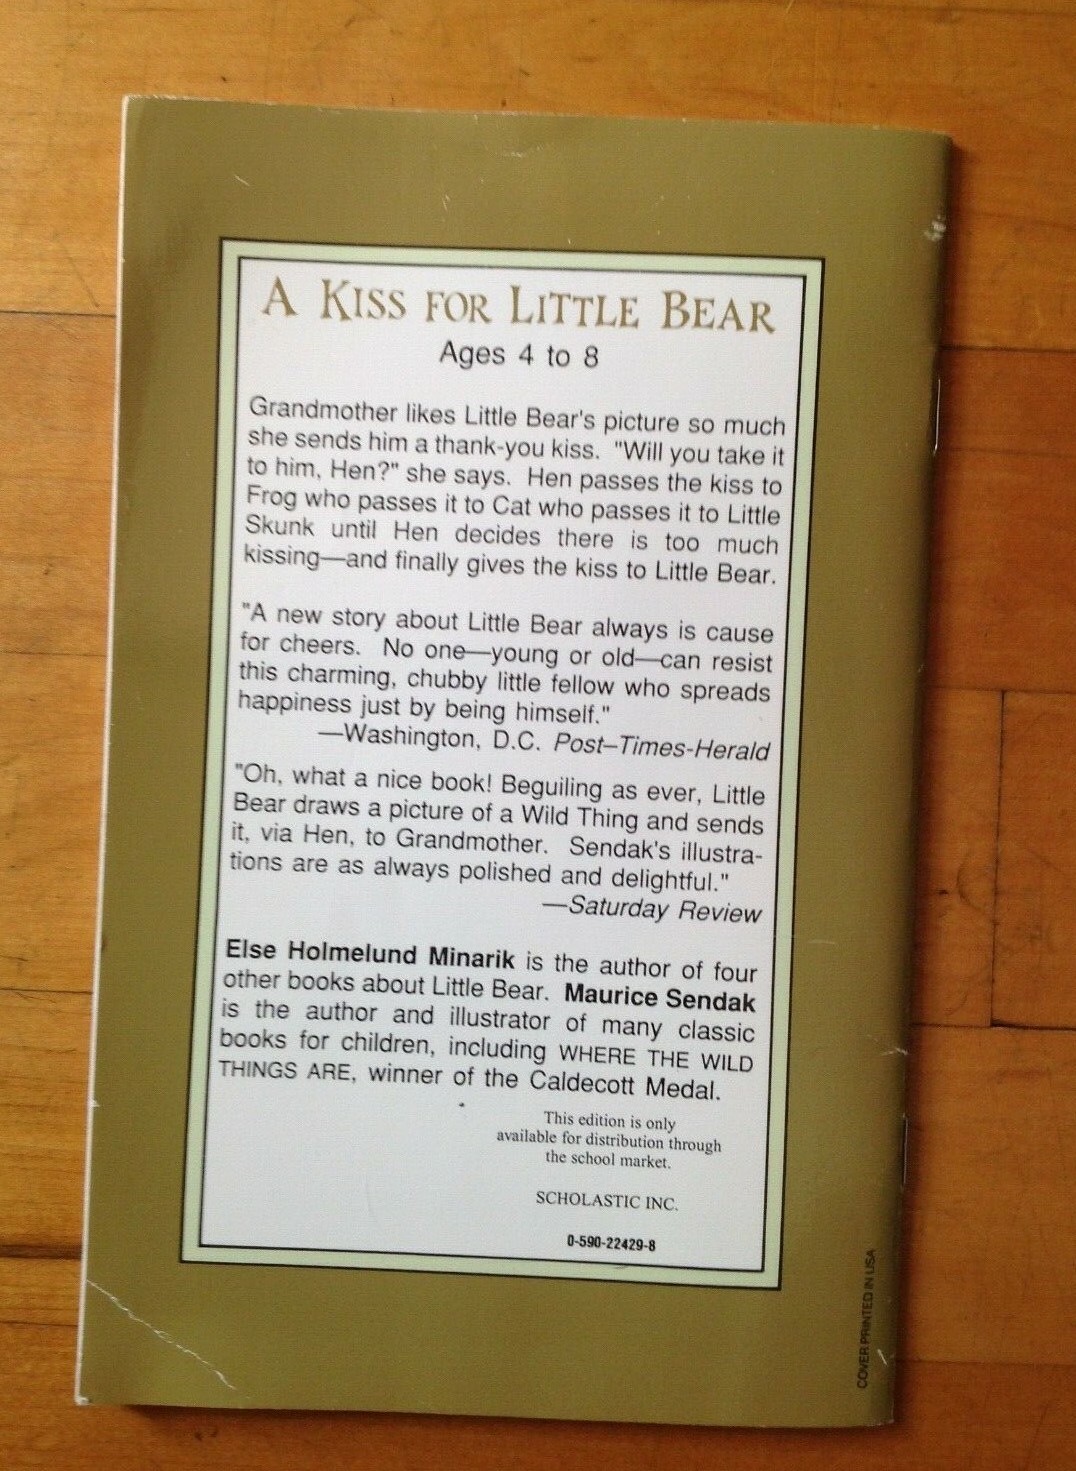 A KISS FOR LITTLE BEAR
Ages 4 to 8
Grandmother likes Little Bear's picture so much
she sends him a thank-you kiss. "Will you take it
to him, Hen?" she says. Hen passes the kiss to
Frog who passes it to Cat who passes it to Little
Skunk until Hen decides there is too much
kissing—and finally gives the kiss to Little Bear.
"A new story about Little Bear always is cause
for cheers. No one—young or old—can resist
this charming, chubby little fellow who spreads
happiness just by being himself."
—Washington, D.C. Post–Times-Herald
"Oh, what a nice book! Beguiling as ever, Little
Bear draws a picture of a Wild Thing and sends
it, via Hen, to Grandmother. Sendak's illustra-
tions are as always polished and delightful."
—Saturday Review
Else Holmelund Minarik is the author of four
other books about Little Bear. Maurice Sendak
is the author and illustrator of many classic
books for children, including WHERE THE WILD
THINGS ARE, winner of the Caldecott Medal.
This edition is only
available for distribution through
the school market.
SCHOLASTIC INC.
0-590-22429-8
COVER PRINTED IN USA